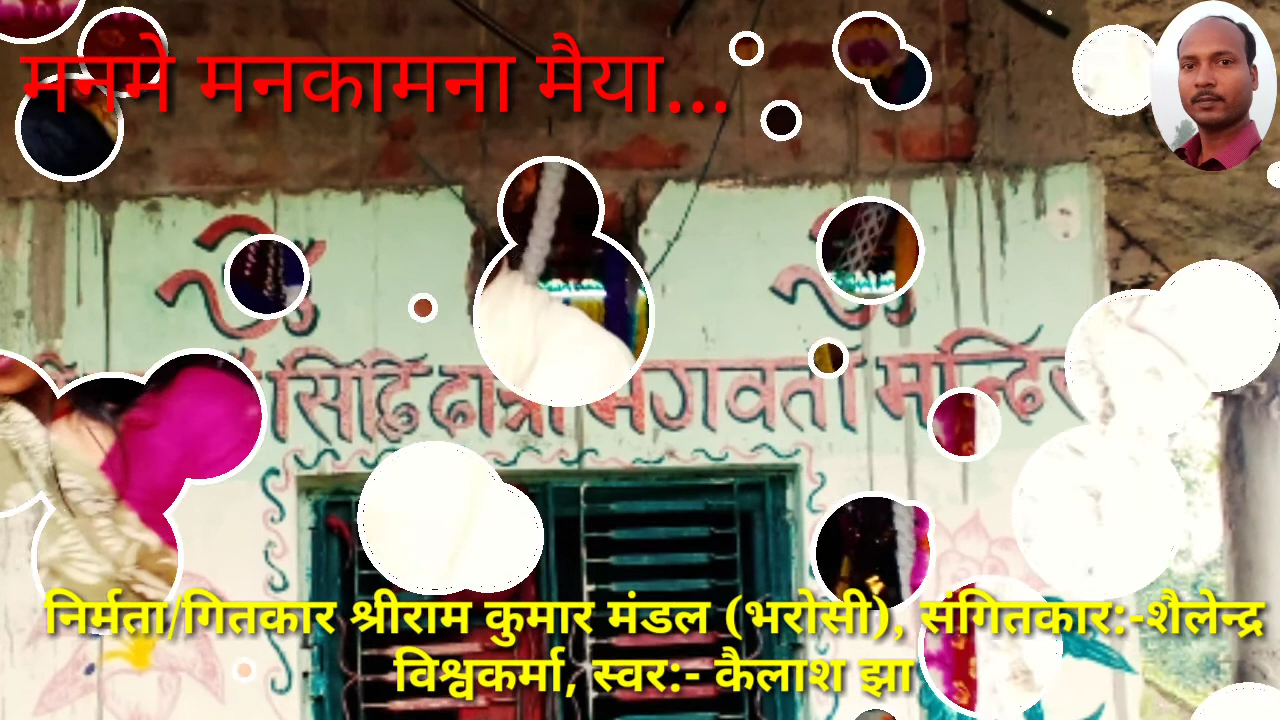 मनमे मनकामना मैया...
ॐ ॐ
सिद्धि दात्री भगवती मन्दिर
निर्मता/गितकार श्रीराम कुमार मंडल (भरोसी), संगितकार:-शैलेन्द्र
विश्वकर्मा, स्वर:- कैलाश झा